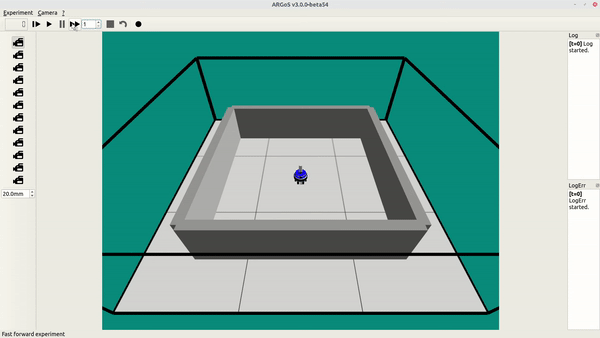 ARGoS v3.0.0-beta54
Experiment Camera ?
1
Log
[t=0] Log
started.
20.0mm
LogErr
[t=0]
LogErr
started.
Fast forward experiment